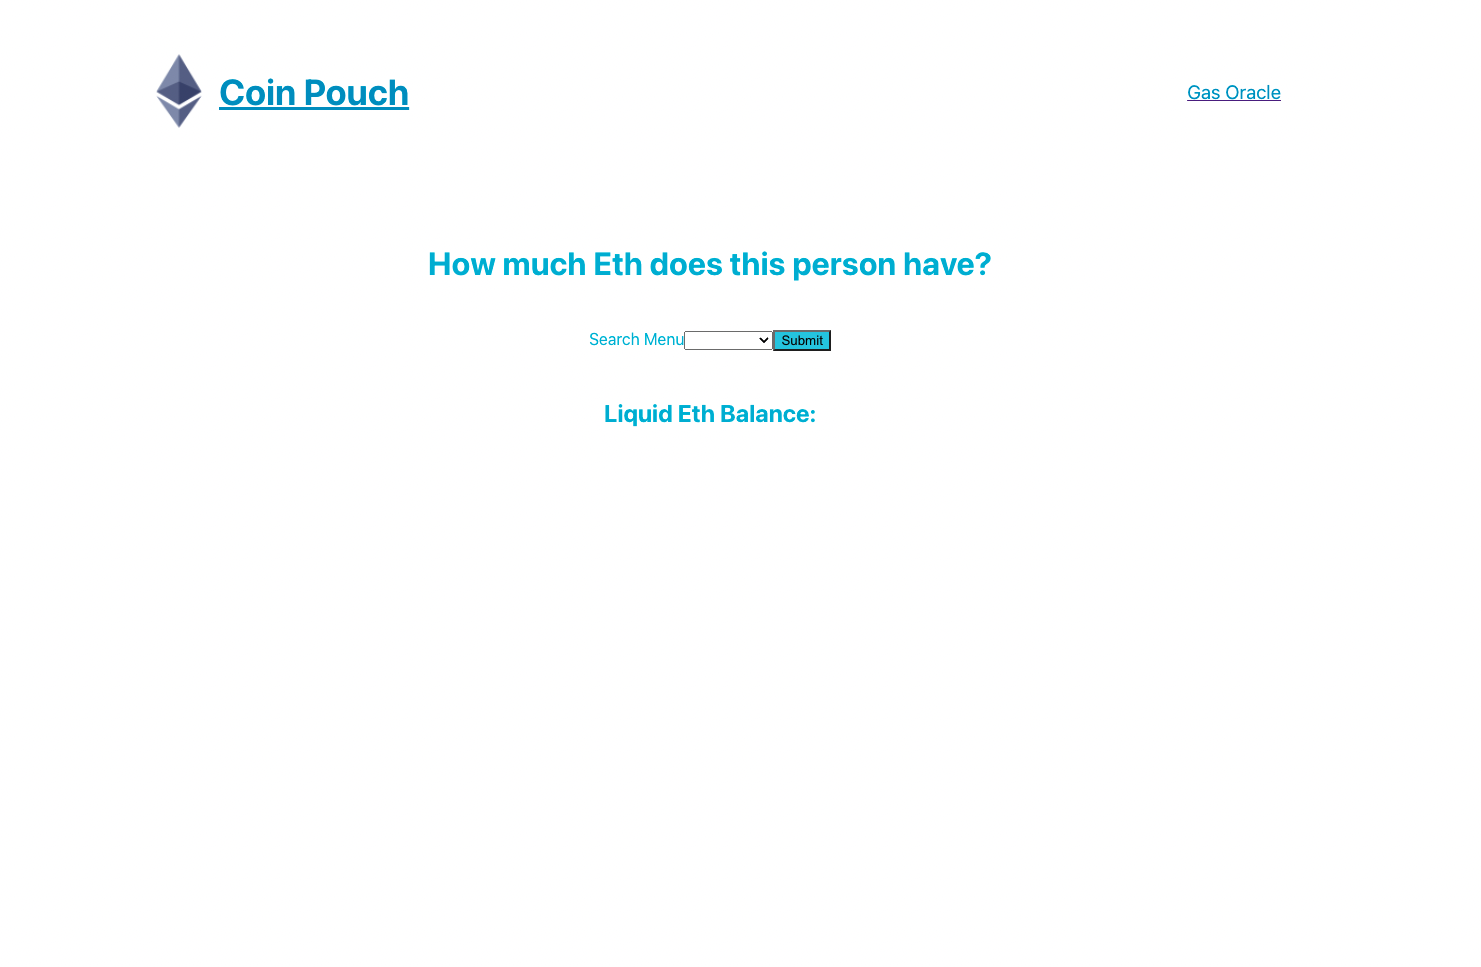 Coin Pouch
Gas Oracle
How much Eth does this person have?
Search Menu Submit
Liquid Eth Balance: